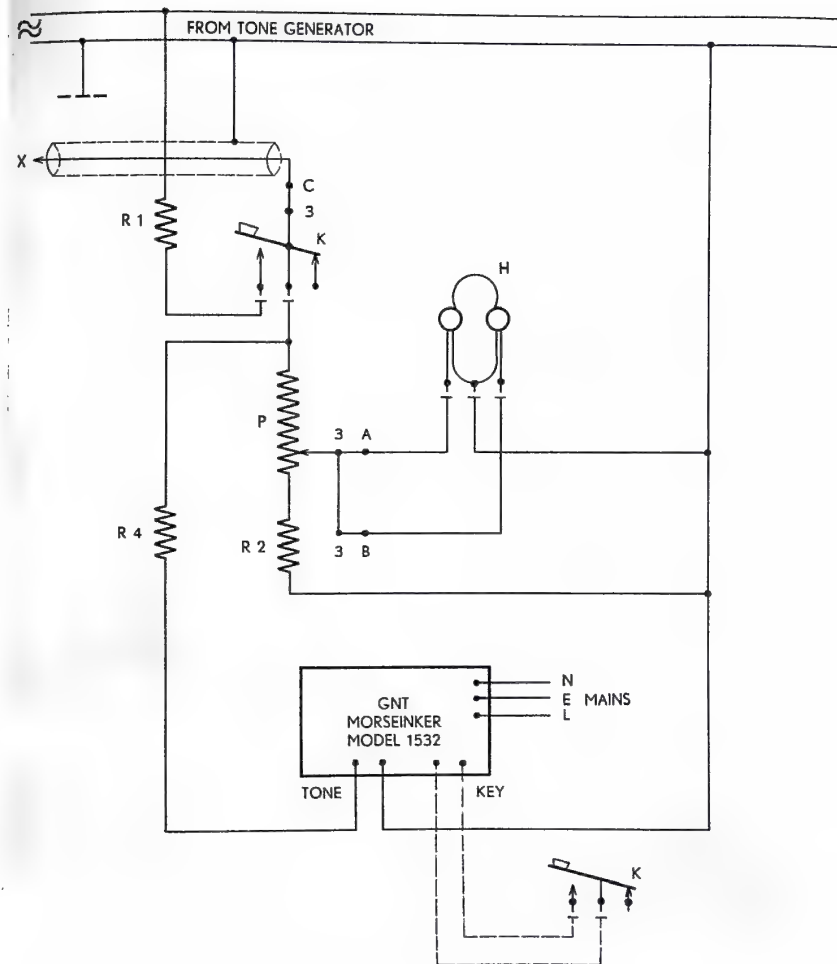 FROM TONE GENERATOR
X
C
3
R 1
K
H
P
3 A
R 4
R 2
3 B
N
GNT
E MAINS
MORSEINKER
L
MODEL 1532
TONE
KEY
K